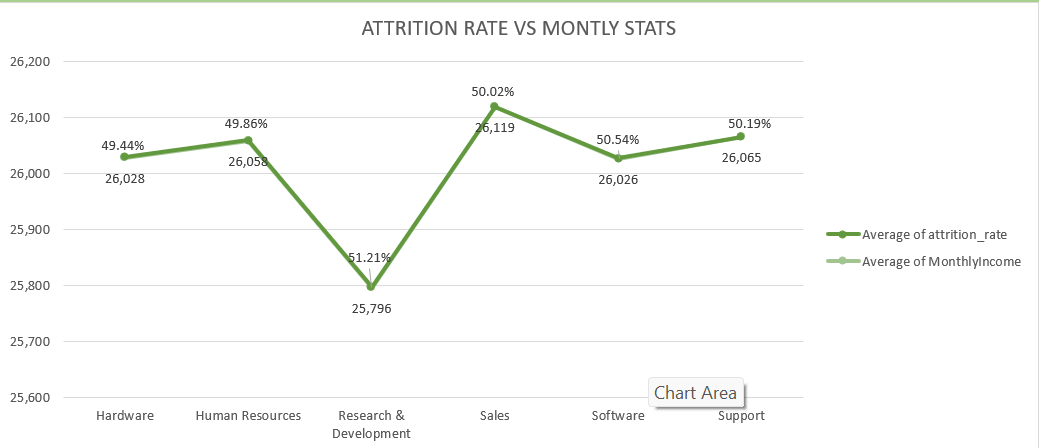 ATTRITION RATE VS MONTLY STATS
26,200
26,100
26,000
25,900
25,800
25,700
25,600
49.44%
26,028
49.86%
26,058
51.21%
25,796
50.02%
26,119
50.54%
26,026
50.19%
26,065
Hardware
Human Resources
Research &
Development
Sales
Software
Support
Chart Area
Average of attrition_rate
Average of MonthlyIncome